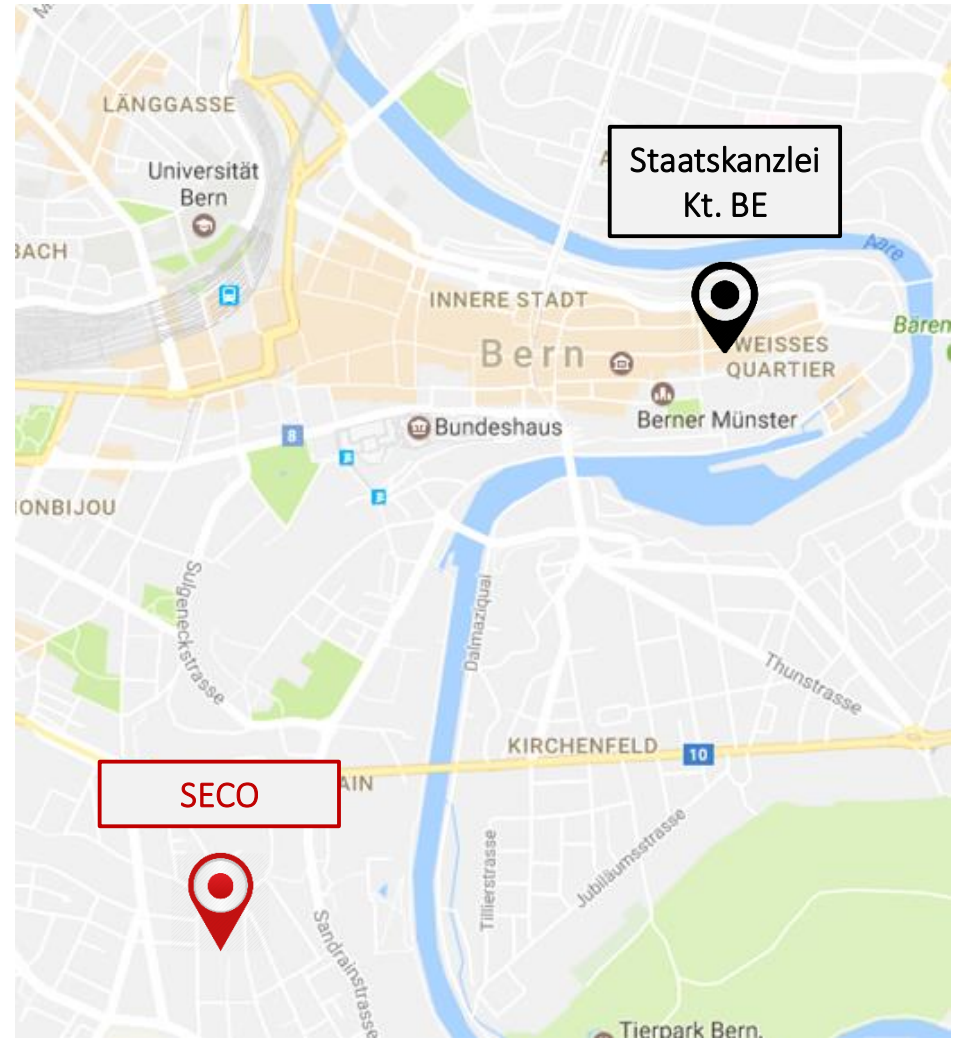 LÄNGGASSE
Universität
Bern
Staatskanzlei
Kt. BE
BACH
Aare
INNERE STADT
Bären
WEISSES
QUARTIER
Bern
Berner Münster
Bundeshaus
8
ONBIJOU
Sulgeneckstrasse
Dalmaziquai
Thunstrasse
KIRCHENFELD
10
SECO
AIN
Tillierstrasse
Jubiläumsstrasse
Sandrainstrasse
Tierpark Bern,